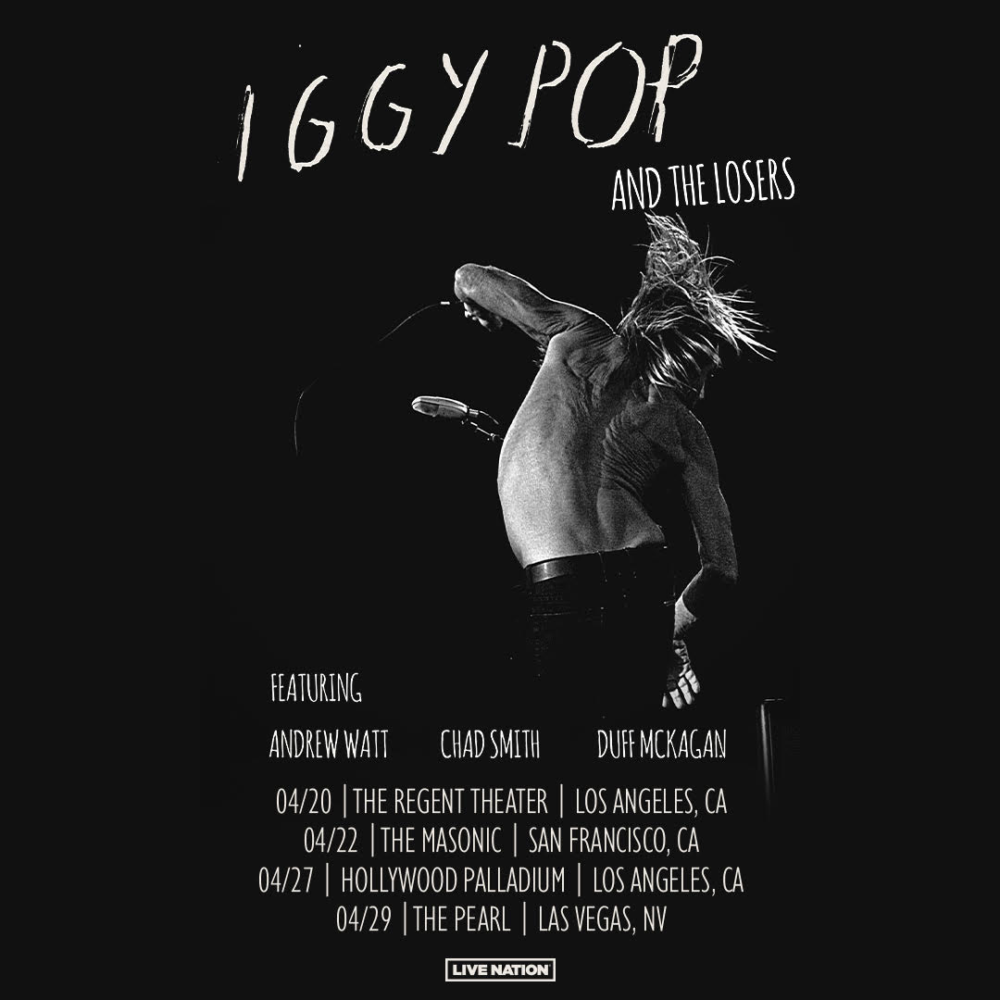 IGGY POP
AND THE LOSERS
FEATURING
ANDREW WATT CHAD SMITH DUFF MCKAGAN
04/20 | THE REGENT THEATER | LOS ANGELES, CA
04/22 | THE MASONIC | SAN FRANCISCO, CA
04/27 | HOLLYWOOD PALLADIUM | LOS ANGELES, CA
04/29 | THE PEARL | LAS VEGAS, NV
LIVE NATION